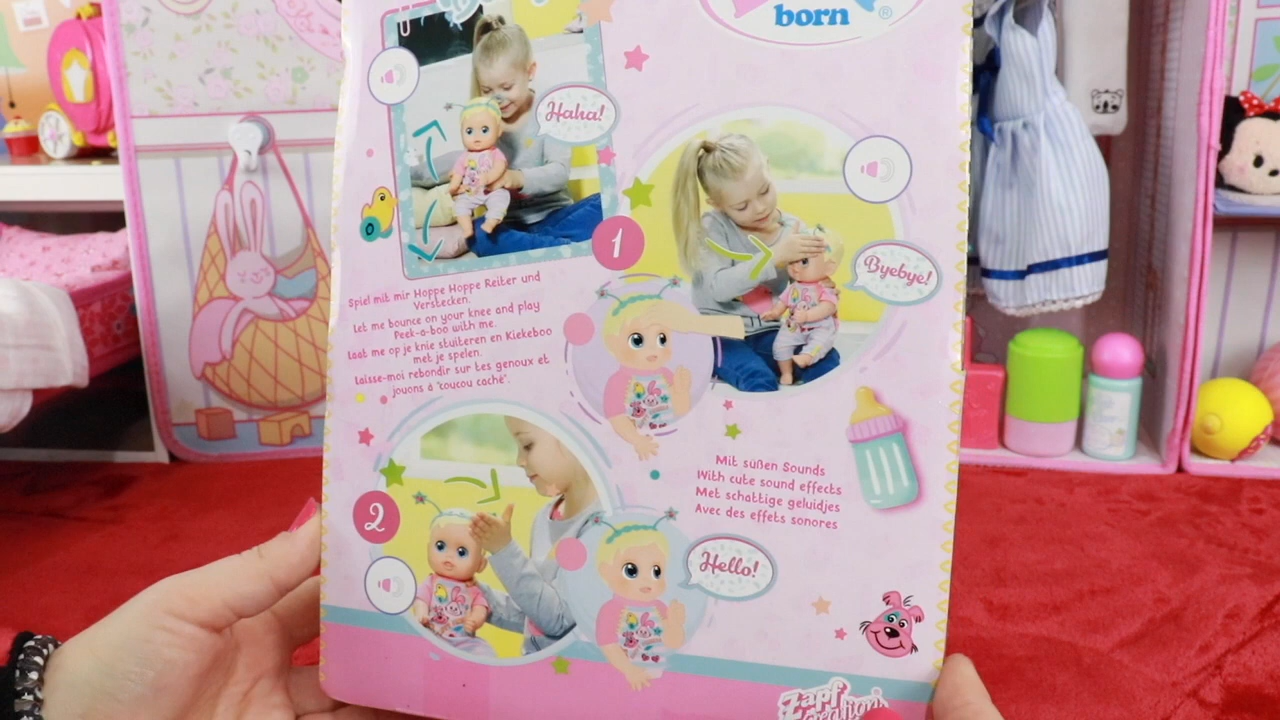 born ®
Haha!
1
Byebye!
Spiel mit mir Hoppe Hoppe Reiter und
Verstecken.
Let me bounce on your knee and play
Peek-a-boo with me.
Laat me op je knie stuiteren en Kiekeboo
met je spelen.
Laisse-moi rebondir sur tes genoux et
jouons à "coucou caché".
Mit süßen Sounds
With cute sound effects
Met schattige geluidjes
Avec des effets sonores
2
Hello!
Zapf
Creation